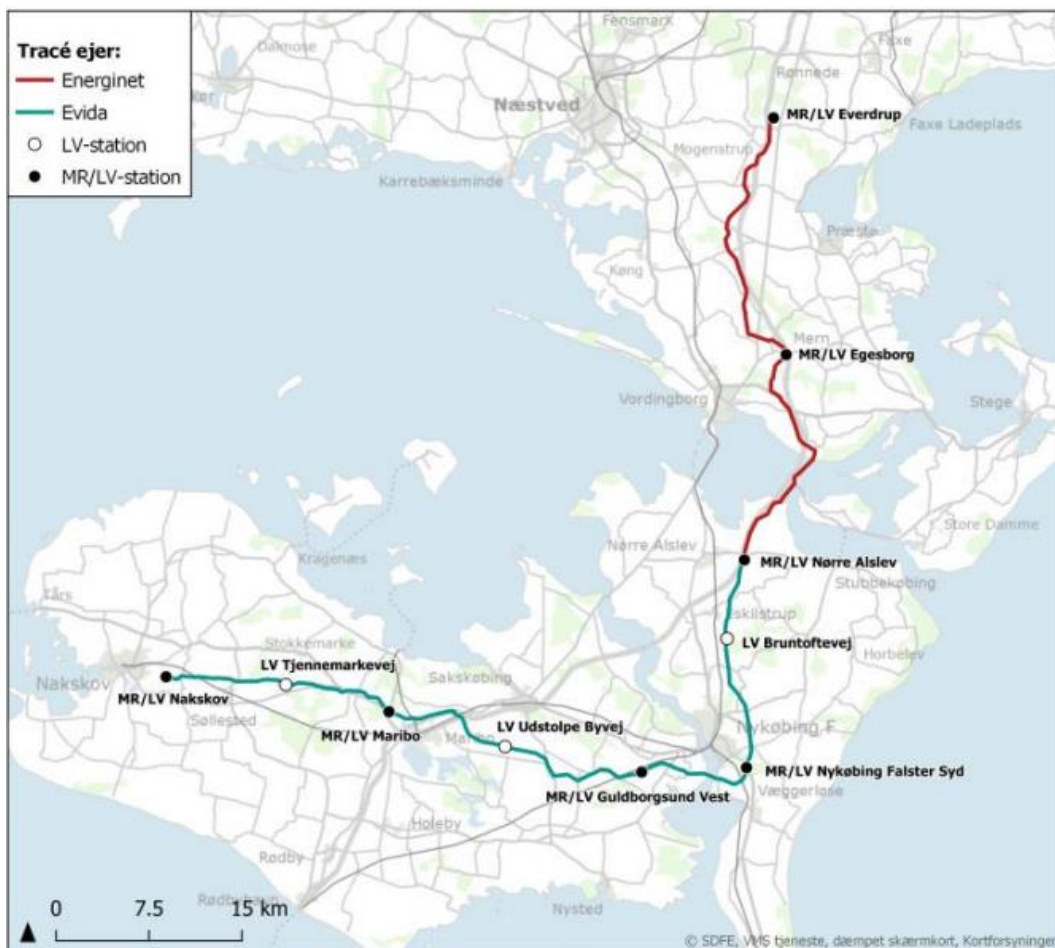 Tracé ejer:
Energinet
Evida
LV-station
MR/LV-station
Fensmark
Dalmose
Faxe
Rønnede
Næstved
MR/LV Everdrup
Faxe Ladeplads
Mogenstrup
Karrebæksminde
Præstø
Køng
Mern
MR/LV Egesborg
Vordingborg
Stege
Store Damme
Kragenæs
Nørre Alslev
MR/LV Nørre Alslev
Stubbekøbing
Tårs
Eskilstrup
Stokkemarke
LV Bruntoftevej
Horbelev
LV Tjennemarkevej
Sakskøbing
Nakskov
MR/LV Nakskov
Søllested
LV Udstolpe Byvej
Nykøbing F
MR/LV Maribo
Maribo
MR/LV Nykøbing Falster Syd
MR/LV Guldborgsund Vest
Væggerløse
Holeby
Rødby
Rødbyhavn
Nysted
0 7.5 15 km
© SDFE, VMS tjeneste, dæmpet skærmkort, Kortforsyningen